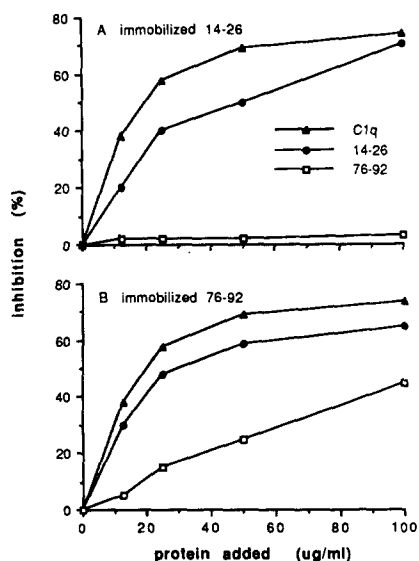 A immobilized 14-26
80
60
40
20
0
C1q
14-26
76-92
inhibition (%)
B immobilized 76-92
80
60
40
20
0
0 20 40 60 80 100
protein added (ug/ml)